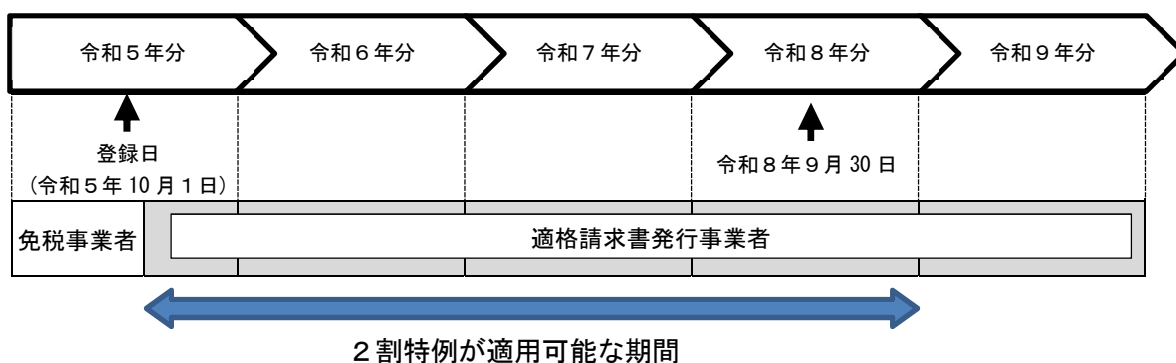 令和５年分
令和６年分
令和７年分
令和８年分
令和９年分
登録日
(令和５年 10 月１日)
令和８年９月 30 日
免税事業者
適格請求書発行事業者
２割特例が適用可能な期間